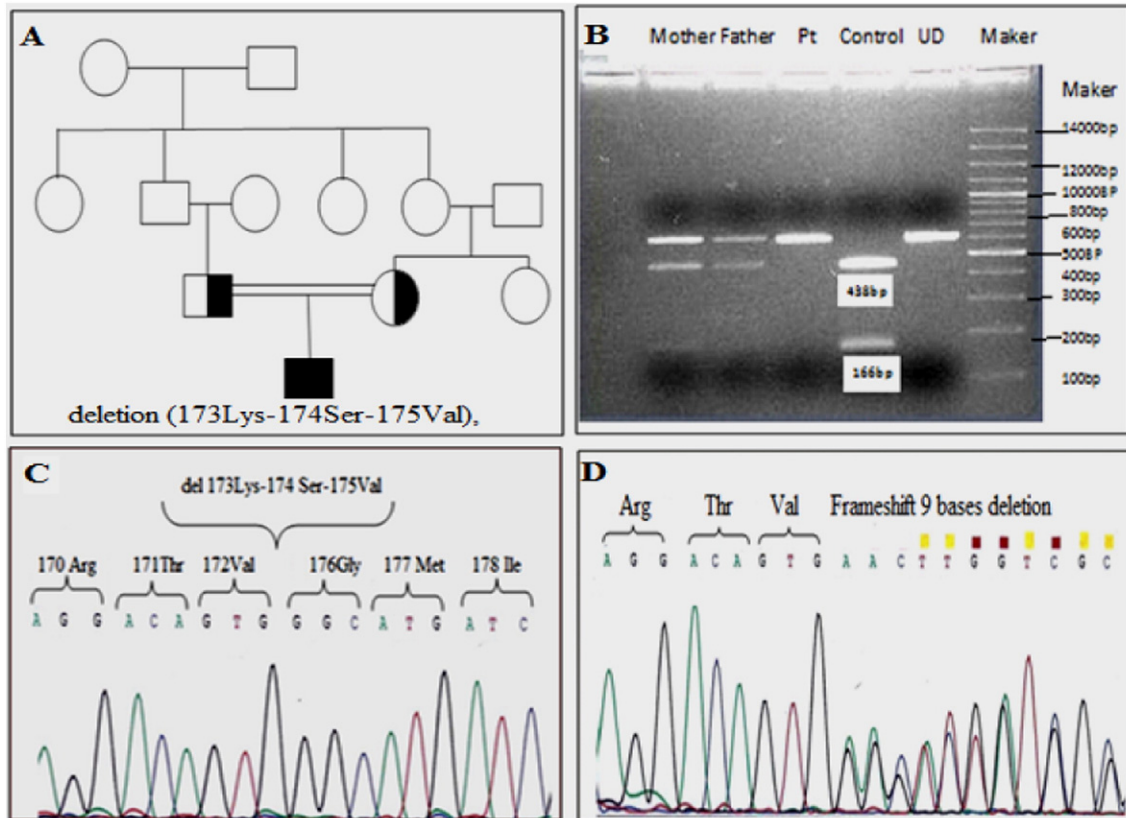 A
deletion (173Lys-174Ser-175Val),
B
Mother Father Pt Control UD Maker
Maker
14000bp
12000bp
10000BP
800bp
600bp
500BP
400bp
300bp
200bp
100bp
438bp
166bp
C
del 173Lys-174 Ser-175Val
170 Arg 171Thr 172Val 176Gly 177 Met 178 Ile
A G G A C A G T G G G C A T G A T C
D
Arg Thr Val Frameshift 9 bases deletion
A G G A C A G T G A A C T T G G T C G C